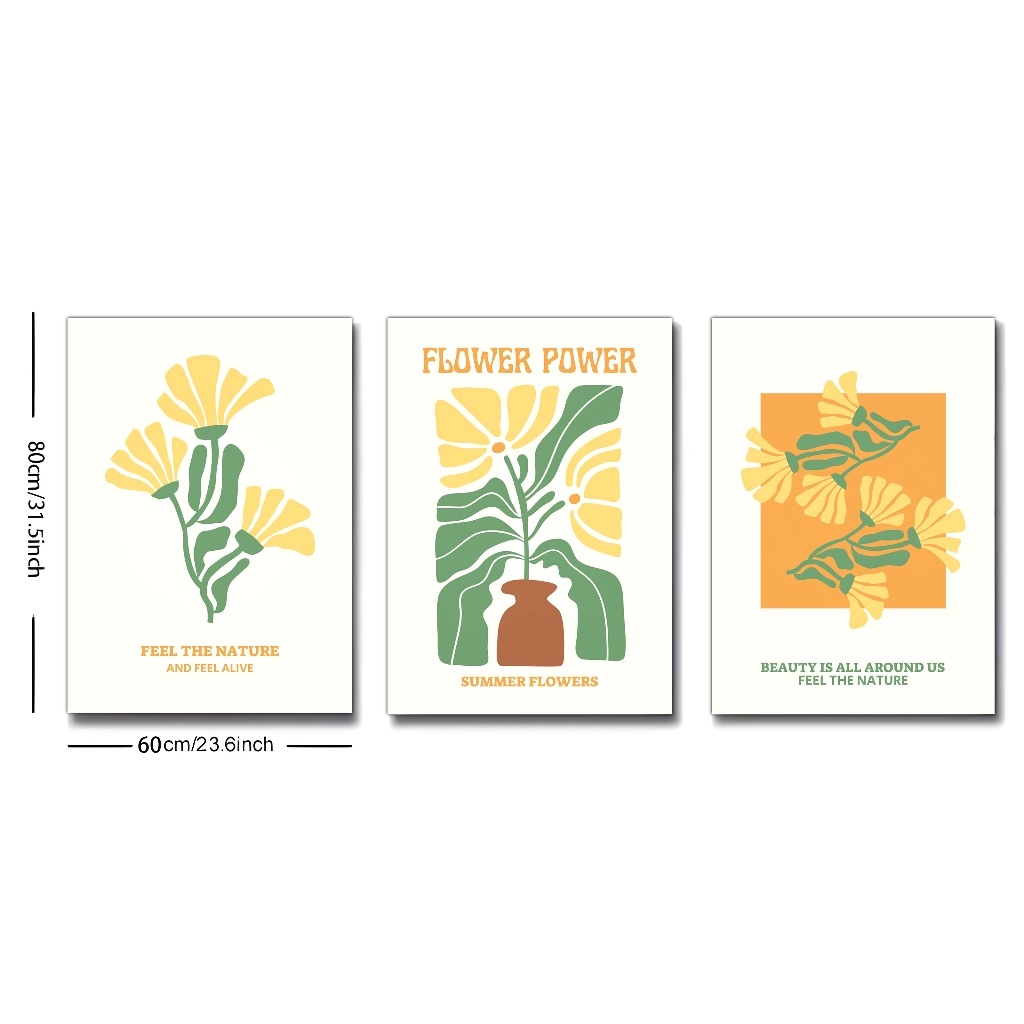 80cm/31.5inch
FEEL THE NATURE
AND FEEL ALIVE
60cm/23.6inch
FLOWER POWER
SUMMER FLOWERS
BEAUTY IS ALL AROUND US
FEEL THE NATURE